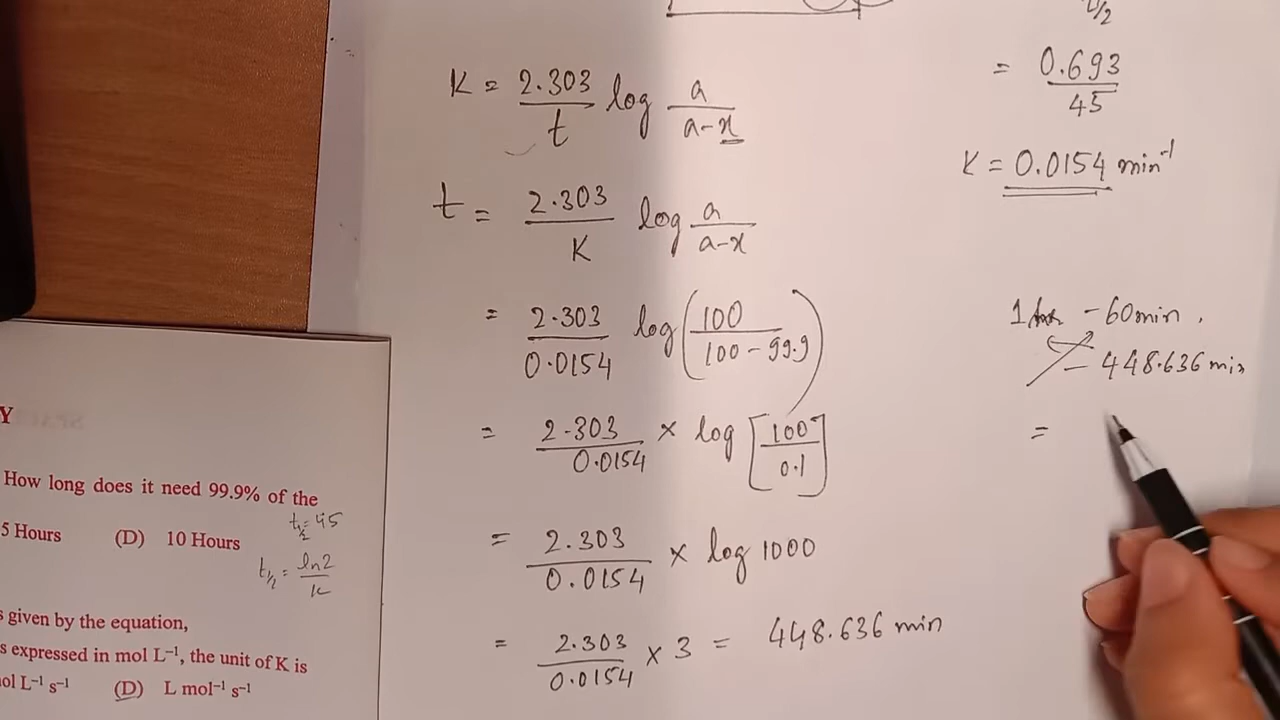 K = 2.303/t log a/a-x
t = 2.303/K log a/a-x
= 2.303/0.0154 log (100/100-99.9)
= 2.303/0.0154 × log [100/0.1]
= 2.303/0.0154 × log 1000
= 2.303/0.0154 × 3 = 448.636 min
t1/2
= 0.693/45
K = 0.0154 min⁻¹
1 hr - 60 min.
- 448.636 min
=
Y
How long does it need 99.9% of the
5 Hours (D) 10 Hours
t½ = 45
t½ = ln2/K
given by the equation,
s expressed in mol L⁻¹, the unit of K is
ol L⁻¹ s⁻¹ (D) L mol⁻¹ s⁻¹